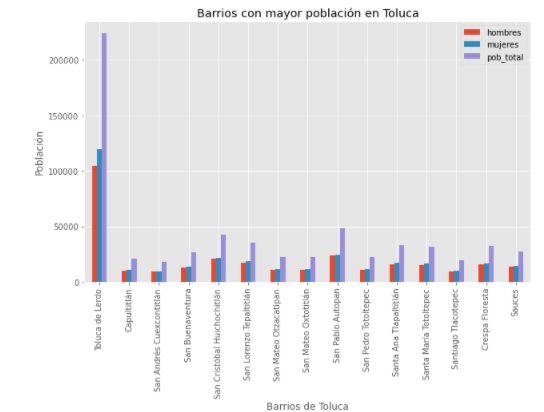 Barrios con mayor población en Toluca
hombres
mujeres
pob_total
Población
200000
150000
100000
50000
0
Toluca de Lerdo
Capultitlán
San Andrés Cuexcontitlán
San Buenaventura
San Cristóbal Huichochitlán
San Lorenzo Tepaltitlán
San Mateo Otzacatipan
San Mateo Oxtotitlán
San Pablo Autopan
San Pedro Totoltepec
Santa Ana Tlapaltitlán
Santa María Totoltepec
Santiago Tlacotepec
Crespa Floresta
Sauces
Barrios de Toluca